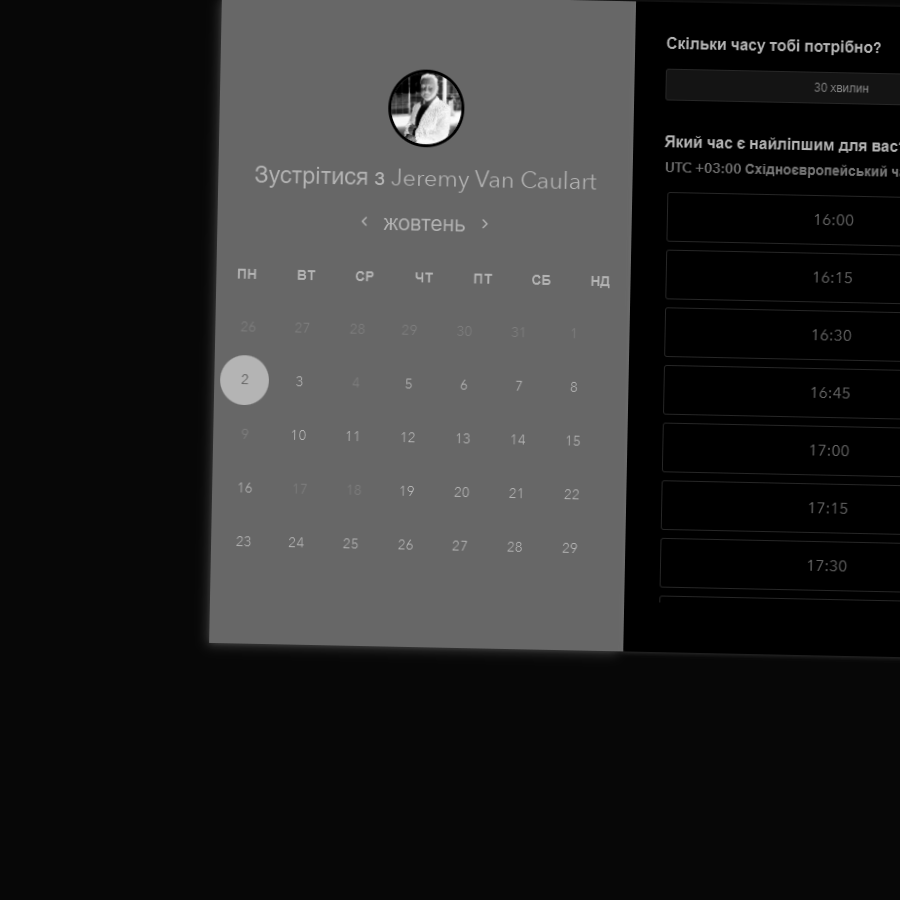 Зустрітися з Jeremy Van Caulart
жовтень
ПН ВТ СР ЧТ ПТ СБ НД
26 27 28 29 30 31 1
2 3 4 5 6 7 8
9 10 11 12 13 14 15
16 17 18 19 20 21 22
23 24 25 26 27 28 29
Скільки часу тобі потрібно?
30 хвилин
Який час є найліпшим для вас
UTC +03:00 Східноєвропейський
16:00
16:15
16:30
16:45
17:00
17:15
17:30